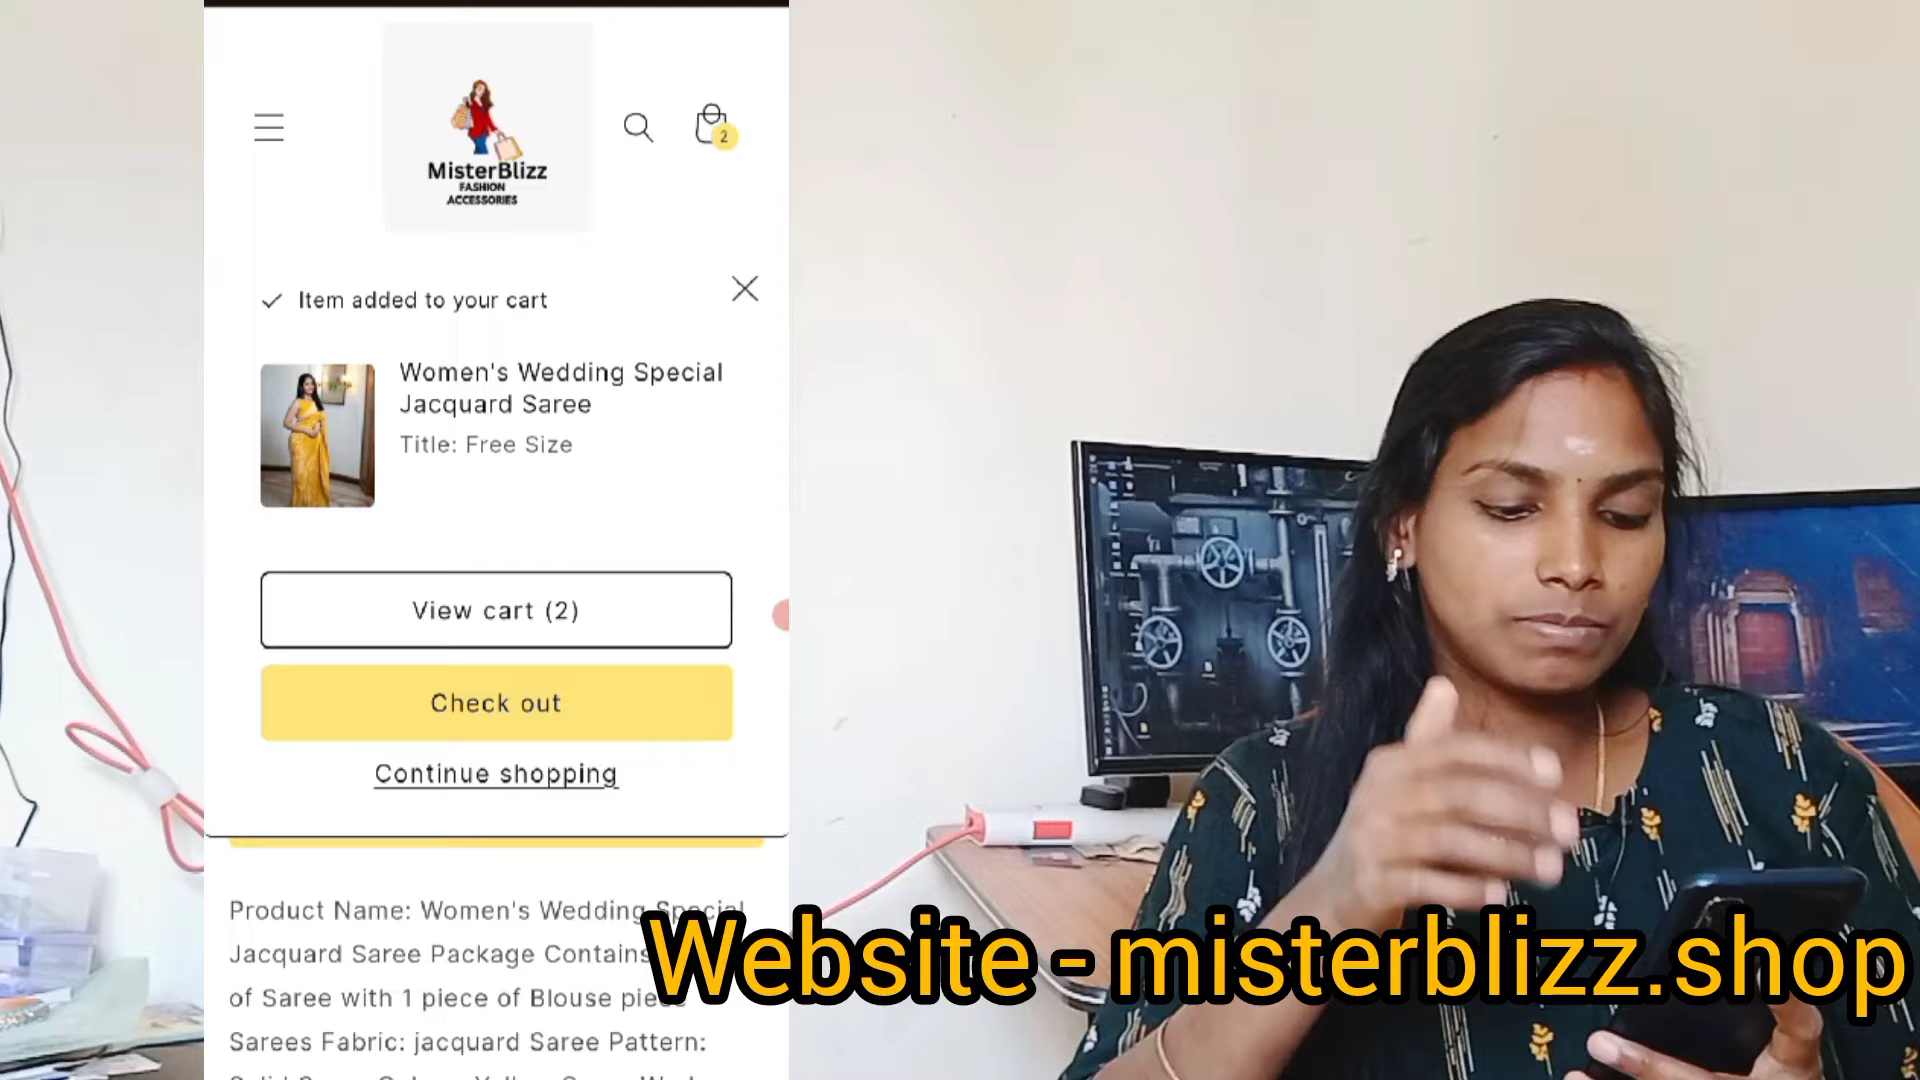 MisterBlizz
FASHION
ACCESSORIES
2
Item added to your cart
Women's Wedding Special
Jacquard Saree
Title: Free Size
View cart (2)
Check out
Continue shopping
Product Name: Women's Wedding Special
Jacquard Saree Package Contains
of Saree with 1 piece of Blouse piece
Sarees Fabric: jacquard Saree Pattern:
Website - misterblizz.shop